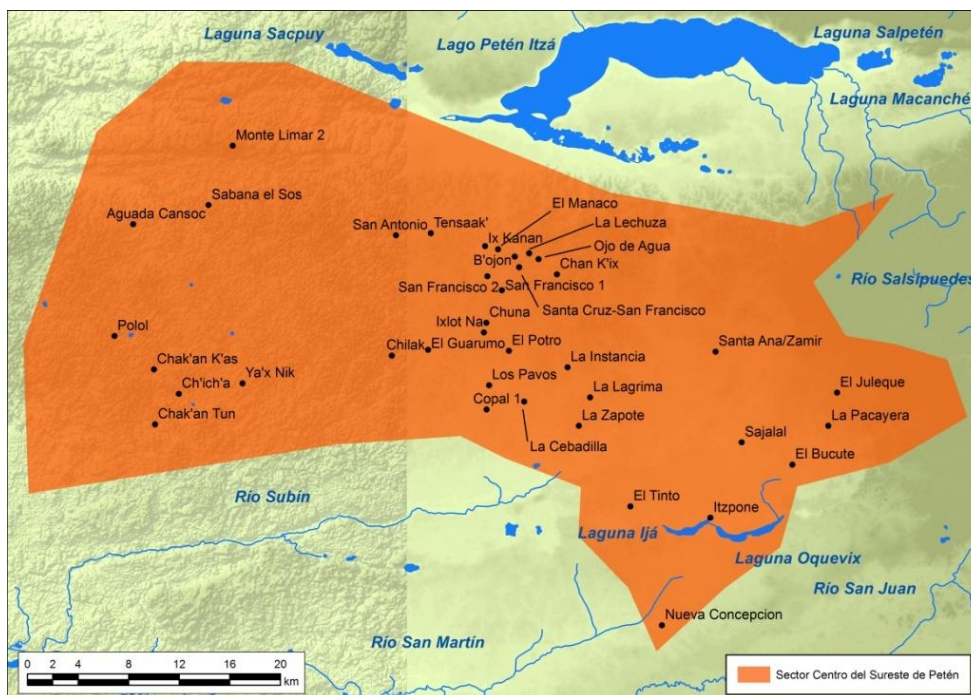 Laguna Sacpuy
Lago Petén Itzá
Laguna Salpetén
Laguna Macanché
Monte Limar 2
Sabana el Sos
Aguada Cansoc
El Manaco
La Lechuza
San Antonio
Tensaak'
Ix Kanan
Ojo de Agua
B'ojon
Chan K'ix
Río Salsipuedes
San Francisco 2
San Francisco 1
Santa Cruz-San Francisco
Chuna
Ixlot Na
Polol
Chilak
El Guarumo
El Potro
Santa Ana/Zamir
La Instancia
Chak'an K'as
Ya'x Nik
Ch'ich'a
Los Pavos
La Lagrima
El Juleque
Copal 1
Chak'an Tun
La Zapote
La Pacayera
La Cebadilla
Sajalal
El Bucute
Río Subín
El Tinto
Itzpone
Laguna Ijá
Laguna Oquevix
Río San Juan
Nueva Concepcion
Río San Martín
0 2 4 8 12 16 20
km
Sector Centro del Sureste de Petén